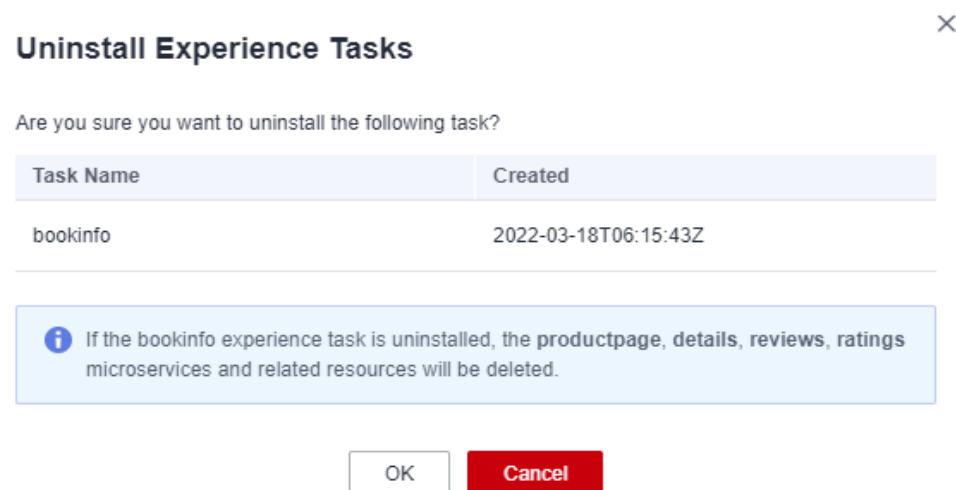 Uninstall Experience Tasks
Are you sure you want to uninstall the following task?
Task Name Created
bookinfo 2022-03-18T06:15:43Z
If the bookinfo experience task is uninstalled, the productpage, details, reviews, ratings
microservices and related resources will be deleted.
OK Cancel